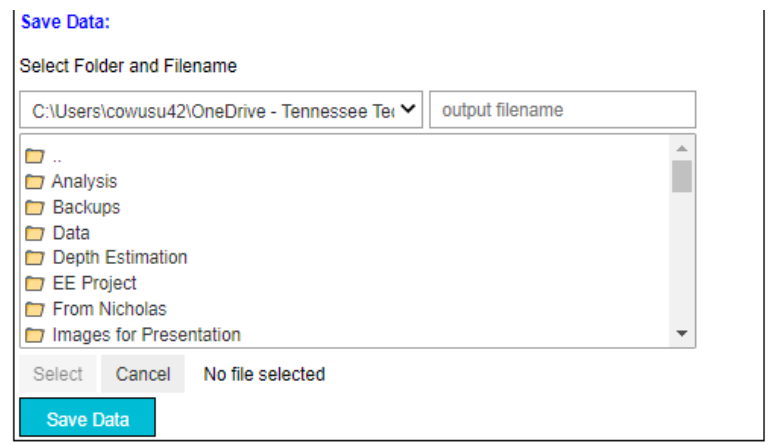 Save Data:
Select Folder and Filename
C:\Users\cowusu42\OneDrive - Tennessee Tec output filename
..
Analysis
Backups
Data
Depth Estimation
EE Project
From Nicholas
Images for Presentation
Select Cancel No file selected
Save Data